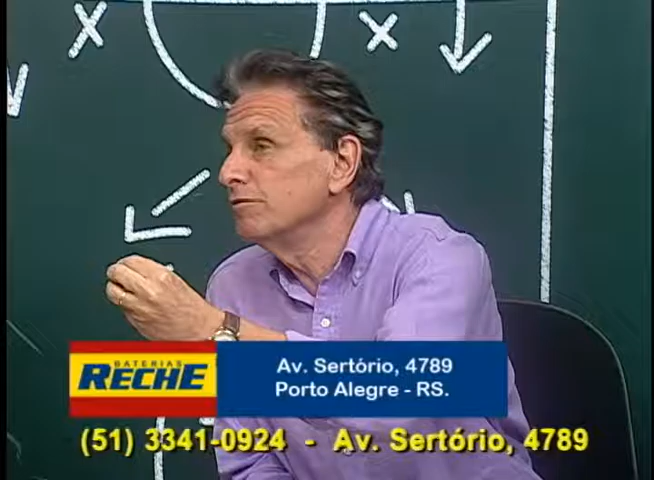 BATERIAS
RECHE
Av. Sertório, 4789
Porto Alegre - RS.
(51) 3341-0924 - Av. Sertório, 4789